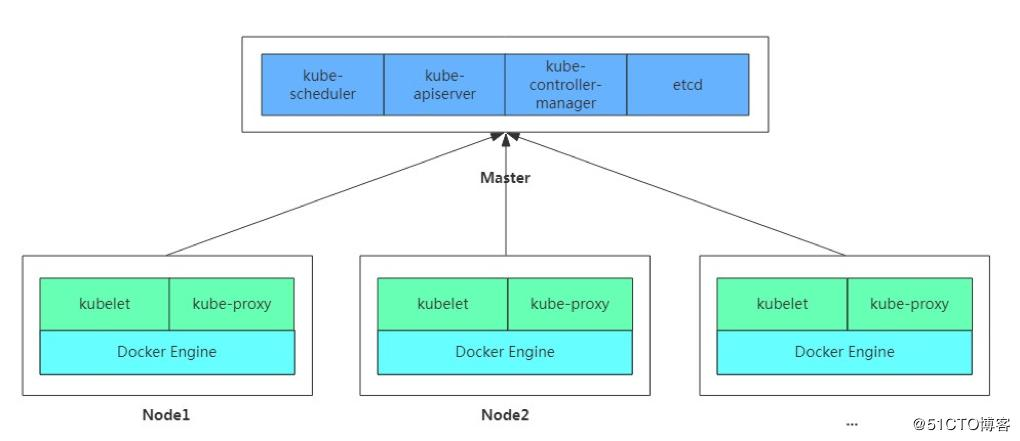 kube-
scheduler
kube-
apiserver
kube-
controller-
manager
etcd
Master
kubelet
kube-proxy
Docker Engine
kubelet
kube-proxy
Docker Engine
kubelet
kube-proxy
Docker Engine
Node1
Node2
...
@51CTO博客